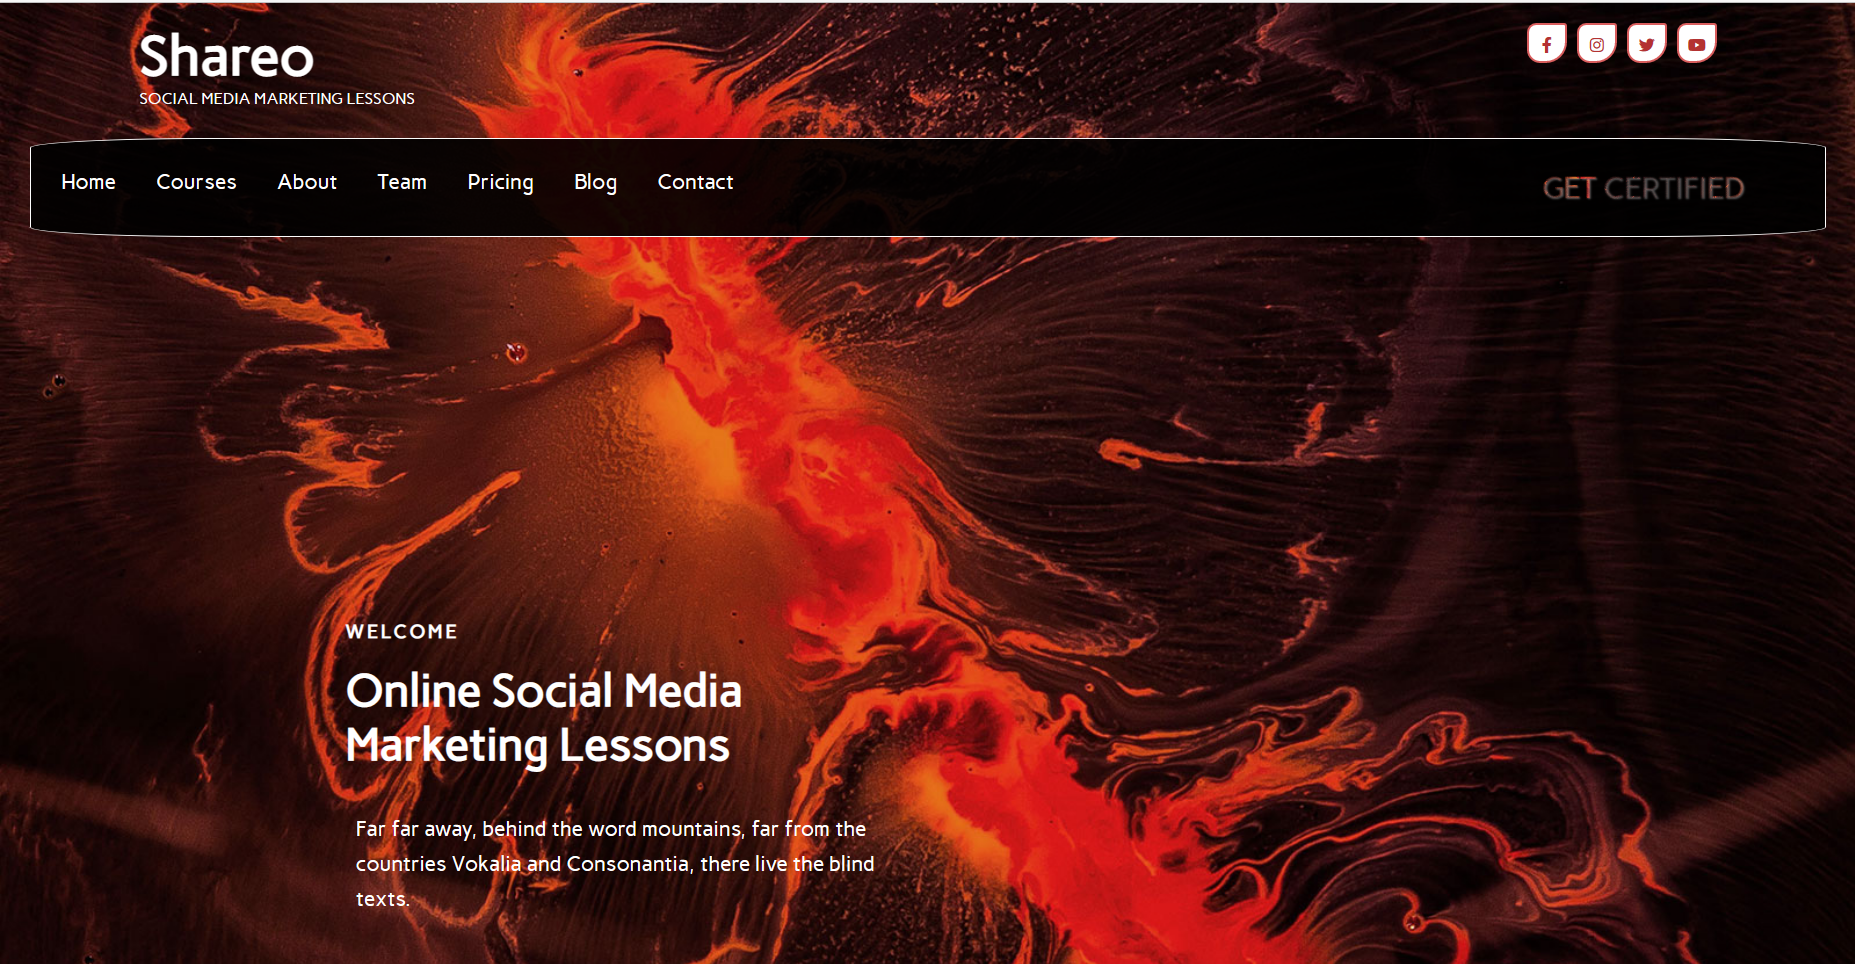 Shareo
SOCIAL MEDIA MARKETING LESSONS
Home Courses About Team Pricing Blog Contact
GET CERTIFIED
WELCOME
Online Social Media
Marketing Lessons
Far far away, behind the word mountains, far from the
countries Vokalia and Consonantia, there live the blind
texts.